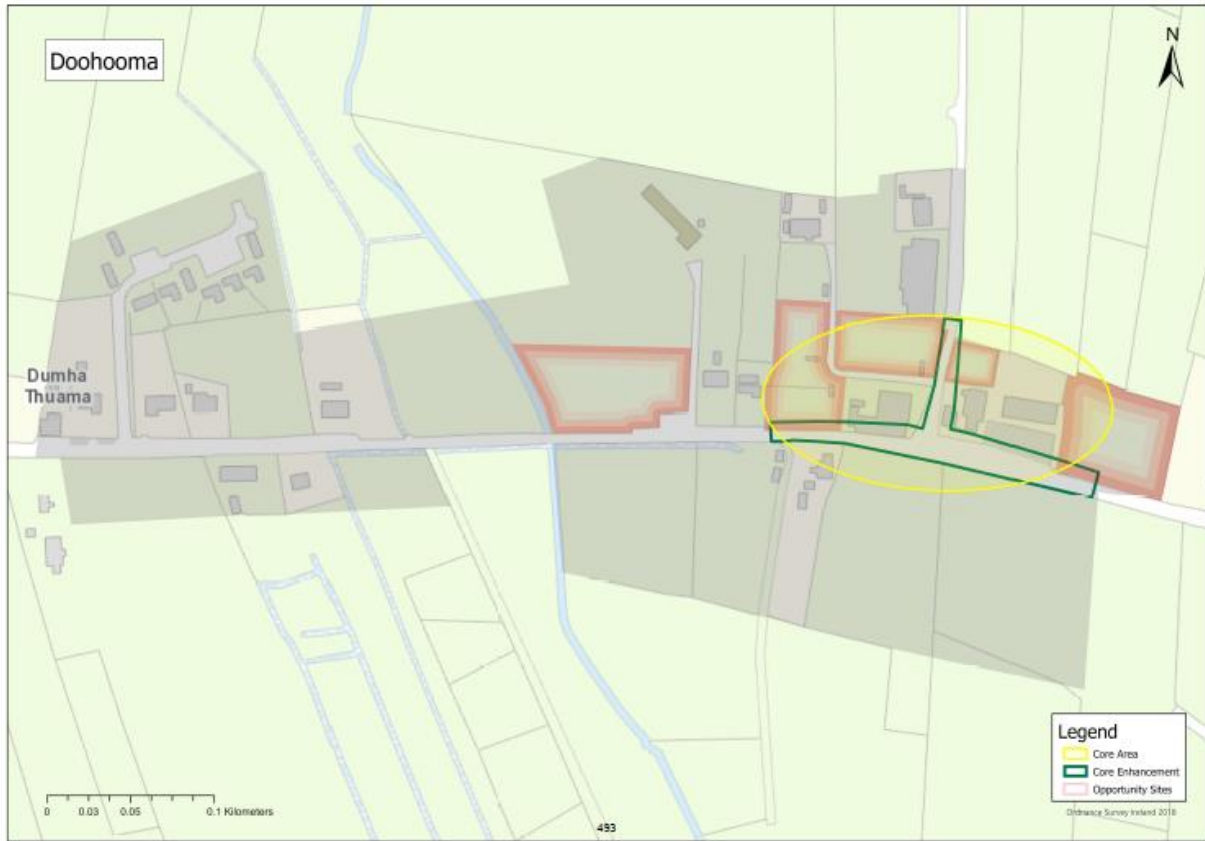 Doohooma
N
Dumha
Thuama
Legend
Core Area
Core Enhancement
Opportunity Sites
Ordnance Survey Ireland 2018
0 0.03 0.05 0.1 Kilometers
493